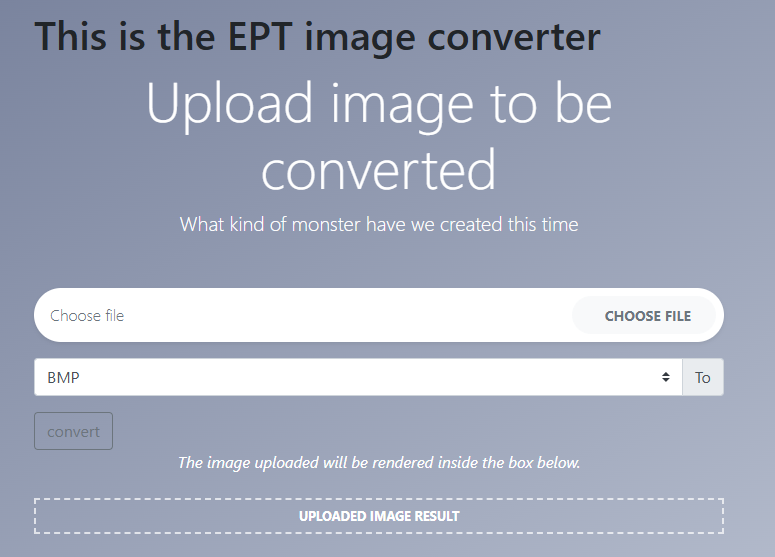 This is the EPT image converter
Upload image to be
converted
What kind of monster have we created this time
Choose file
CHOOSE FILE
BMP
To
convert
The image uploaded will be rendered inside the box below.
UPLOADED IMAGE RESULT